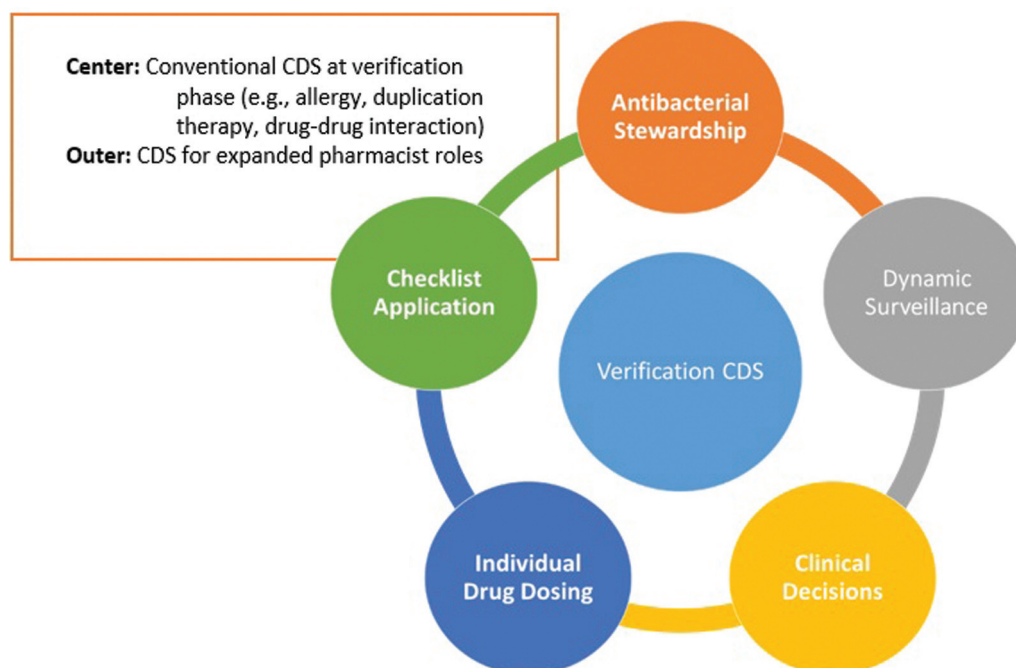 Center: Conventional CDS at verification
phase (e.g., allergy, duplication
therapy, drug-drug interaction)
Outer: CDS for expanded pharmacist roles
Antibacterial
Stewardship
Checklist
Application
Dynamic
Surveillance
Verification CDS
Individual
Drug Dosing
Clinical
Decisions